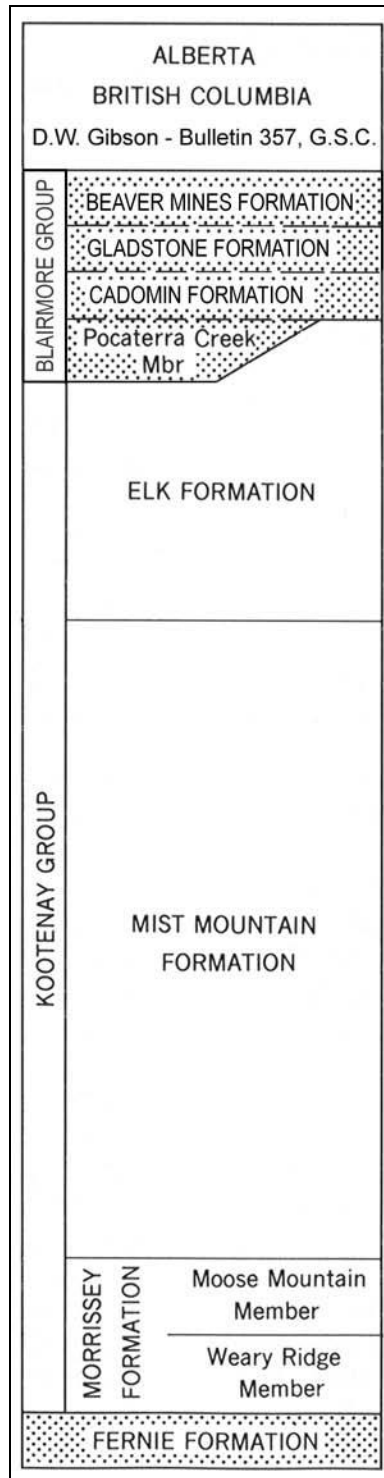 ALBERTA
BRITISH COLUMBIA
D.W. Gibson - Bulletin 357, G.S.C.
BLAIRMORE GROUP
BEAVER MINES FORMATION
GLADSTONE FORMATION
CADOMIN FORMATION
Pocaterra Creek
Mbr
KOOTENAY GROUP
ELK FORMATION
MIST MOUNTAIN
FORMATION
MORRISSEY
FORMATION
Moose Mountain
Member
Weary Ridge
Member
FERNIE FORMATION